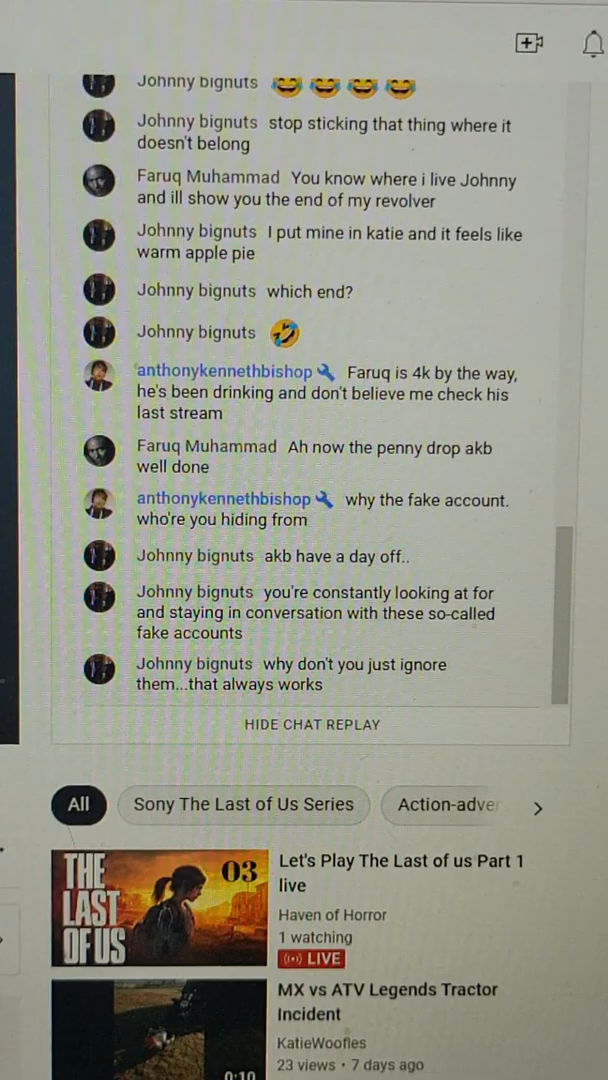 Johnny bignuts 😂😂😂😂
Johnny bignuts stop sticking that thing where it
doesn't belong
Faruq Muhammad You know where i live Johnny
and ill show you the end of my revolver
Johnny bignuts I put mine in katie and it feels like
warm apple pie
Johnny bignuts which end?
Johnny bignuts 🤣
anthonykennethbishop🔧 Faruq is 4k by the way,
he's been drinking and don't believe me check his
last stream
Faruq Muhammad Ah now the penny drop akb
well done
anthonykennethbishop🔧 why the fake account.
who're you hiding from
Johnny bignuts akb have a day off..
Johnny bignuts you're constantly looking at for
and staying in conversation with these so-called
fake accounts
Johnny bignuts why don't you just ignore
them...that always works
HIDE CHAT REPLAY
All Sony The Last of Us Series Action-adver
THE
LAST
OF US
03
Let's Play The Last of us Part 1
live
Haven of Horror
1 watching
LIVE
MX vs ATV Legends Tractor
Incident
KatieWoofles
23 views • 7 days ago
0:10